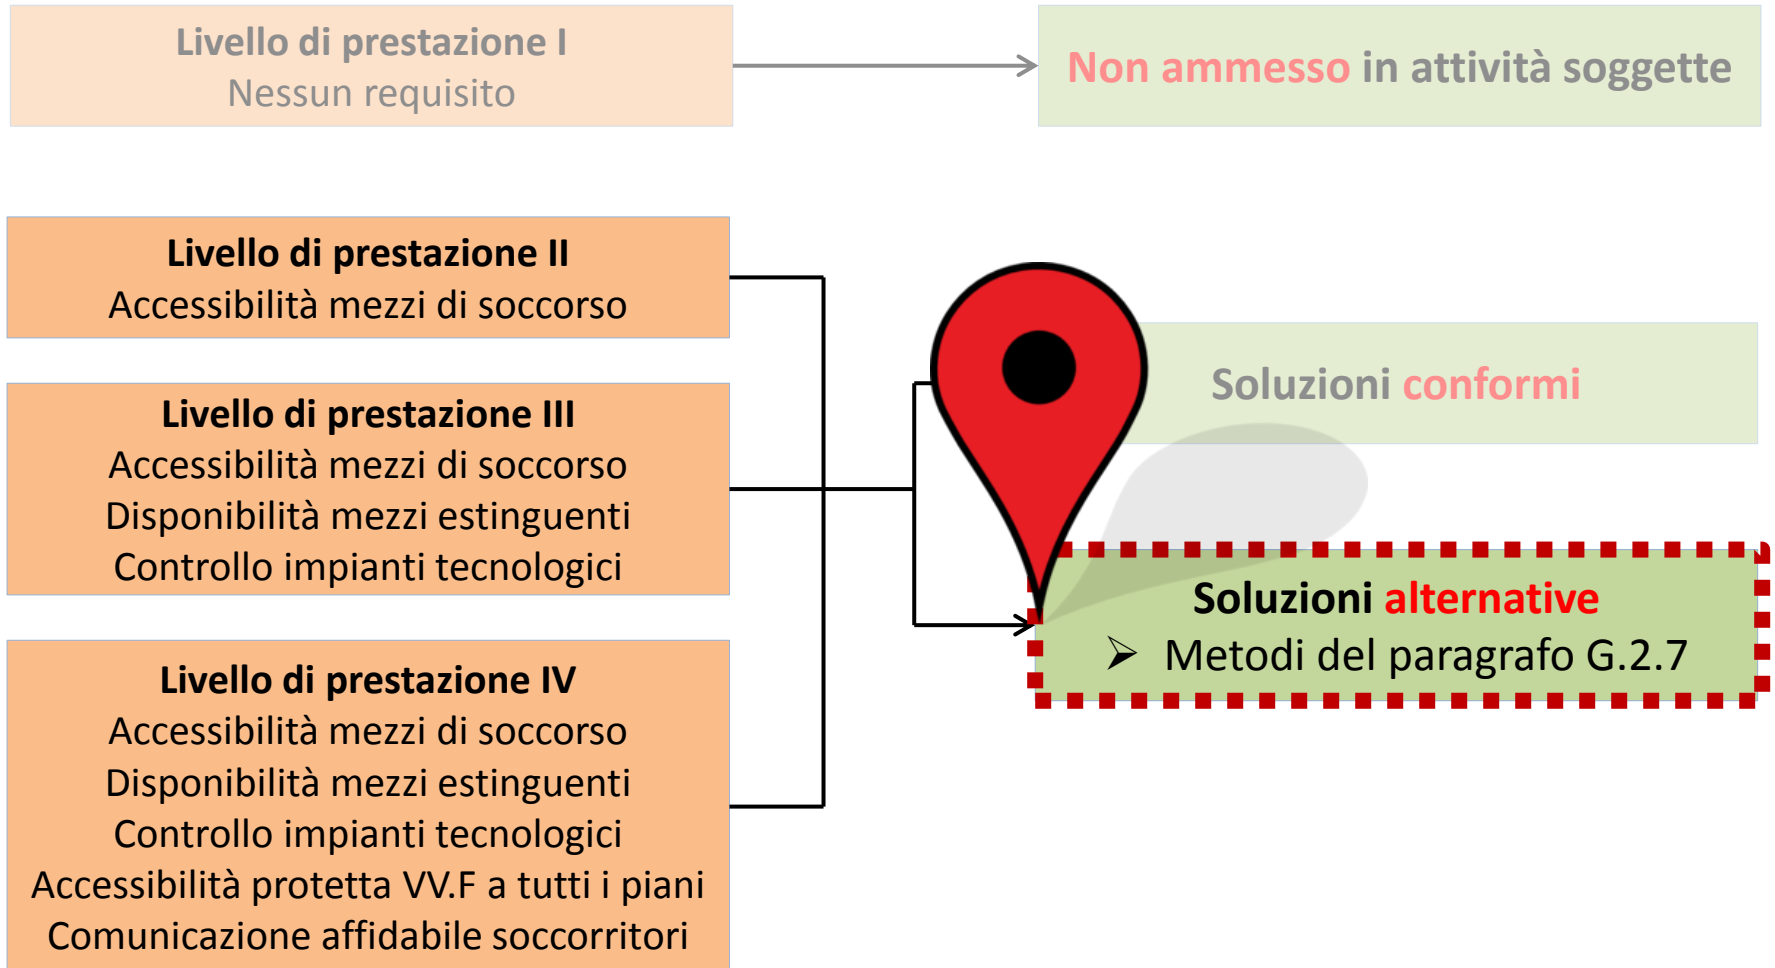 Livello di prestazione I
Nessun requisito
Non ammesso in attività soggette
Livello di prestazione II
Accessibilità mezzi di soccorso
Livello di prestazione III
Accessibilità mezzi di soccorso
Disponibilità mezzi estinguenti
Controllo impianti tecnologici
Livello di prestazione IV
Accessibilità mezzi di soccorso
Disponibilità mezzi estinguenti
Controllo impianti tecnologici
Accessibilità protetta VV.F a tutti i piani
Comunicazione affidabile soccorritori
Soluzioni conformi
Soluzioni alternative
➢ Metodi del paragrafo G.2.7